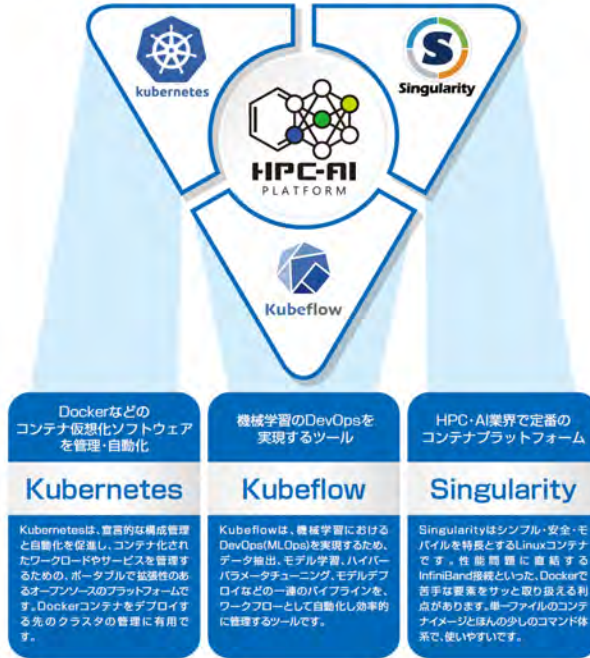 kubernetes
Singularity
HPC-AI
PLATFORM
Kubeflow
Dockerなどの
コンテナ仮想化ソフトウェア
を管理・自動化
Kubernetes
Kubernetesは、宣言的な構成管理
と自動化を促進し、コンテナ化され
たワークロードやサービスを管理す
るための、ポータブルで拡張性のあ
るオープンソースのプラットフォームで
す。Dockerコンテナをデプロイす
る先のクラスタの管理に有用で
す。
機械学習のDevOpsを
実現するツール
Kubeflow
Kubeflowは、機械学習における
DevOps(MLOps)を実現するため、
データ抽出、モデル学習、ハイパー
パラメータチューニング、モデルデプ
ロイなどの一連のパイプラインを、
ワークフローとして自動化し効率的
に管理するツールです。
HPC・AI業界で定番の
コンテナプラットフォーム
Singularity
Singularityはシンプル・安全・モ
バイルを特長とするLinuxコンテナ
です。性能問題に直結する
InfiniBand接続といった、Dockerで
苦手な要素をサッと取り扱える利
点があります。単一ファイルのコンテ
ナイメージとほんの少しのコマンド体
系で、使いやすいです。